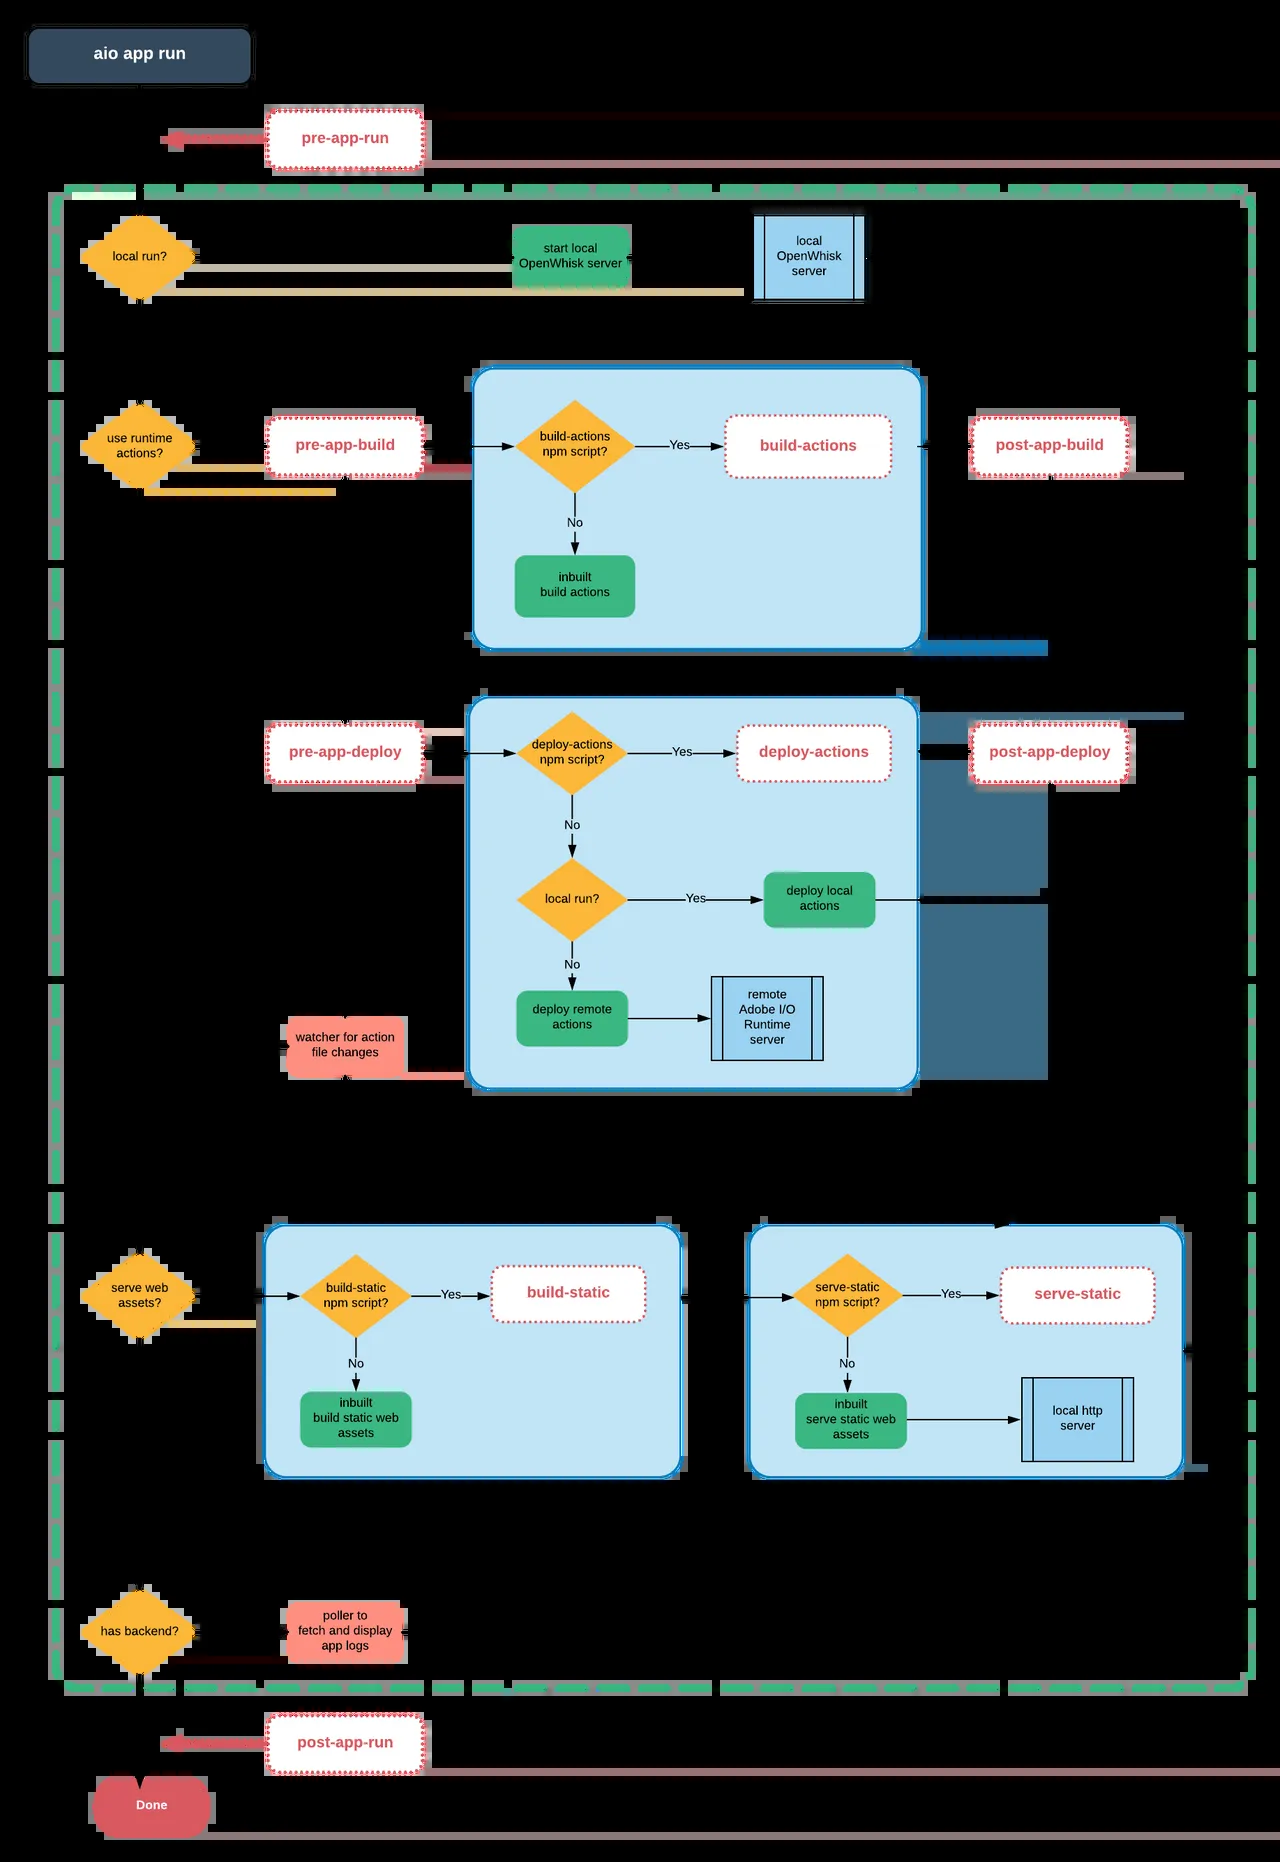 aio app run
pre-app-run
local run?
start local
OpenWhisk server
local
OpenWhisk
server
use runtime
actions?
pre-app-build
build-actions
npm script?
Yes
build-actions
post-app-build
No
inbuilt
build actions
pre-app-deploy
deploy-actions
npm script?
Yes
deploy-actions
post-app-deploy
No
local run?
Yes
deploy local
actions
No
deploy remote
actions
remote
Adobe I/O
Runtime
server
watcher for action
file changes
serve web
assets?
build-static
npm script?
Yes
build-static
No
inbuilt
build static web
assets
serve-static
npm script?
Yes
serve-static
No
inbuilt
serve static web
assets
local http
server
has backend?
poller to
fetch and display
app logs
post-app-run
Done